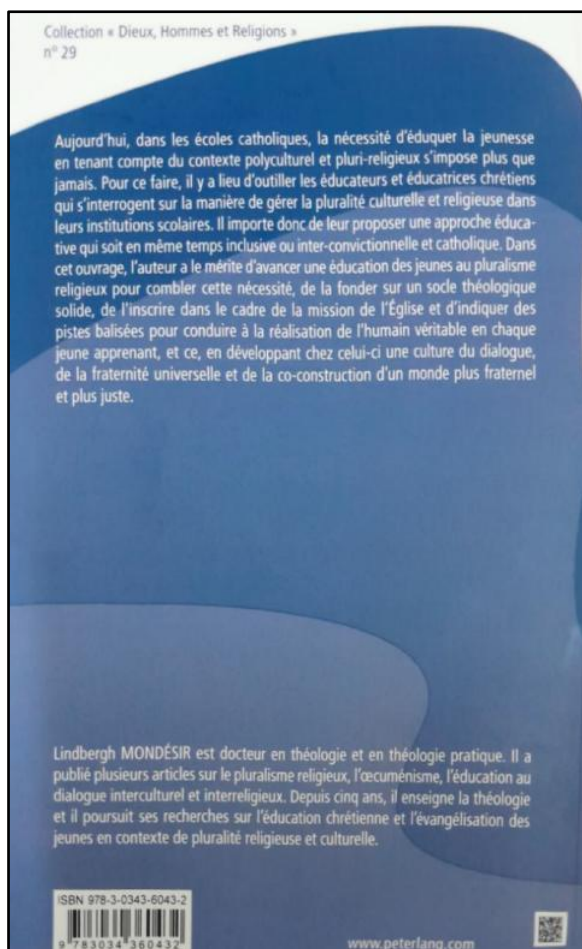 Collection « Dieux, Hommes et Religions »
n° 29
Aujourd'hui, dans les écoles catholiques, la nécessité d'éduquer la jeunesse
en tenant compte du contexte polyculturel et pluri-religieux s'impose plus que
jamais. Pour ce faire, il y a lieu d'outiller les éducateurs et éducatrices chrétiens
qui s'interrogent sur la manière de gérer la pluralité culturelle et religieuse dans
leurs institutions scolaires. Il importe donc de leur proposer une approche éduca-
tive qui soit en même temps inclusive ou inter-convictionnelle et catholique. Dans
cet ouvrage, l'auteur a le mérite d'avancer une éducation des jeunes au pluralisme
religieux pour combler cette nécessité, de la fonder sur un socle théologique
solide, de l'inscrire dans le cadre de la mission de l'Église et d'indiquer des
pistes balisées pour conduire à la réalisation de l'humain véritable en chaque
jeune apprenant, et ce, en développant chez celui-ci une culture du dialogue,
de la fraternité universelle et de la co-construction d'un monde plus fraternel
et plus juste.
Lindbergh MONDÉSIR est docteur en théologie et en théologie pratique. Il a
publié plusieurs articles sur le pluralisme religieux, l'œcuménisme, l'éducation au
dialogue interculturel et interreligieux. Depuis cinq ans, il enseigne la théologie
et il poursuit ses recherches sur l'éducation chrétienne et l'évangélisation des
jeunes en contexte de pluralité religieuse et culturelle.
ISBN 978-3-0343-6043-2
9 783034 360432
www.peterlang.com